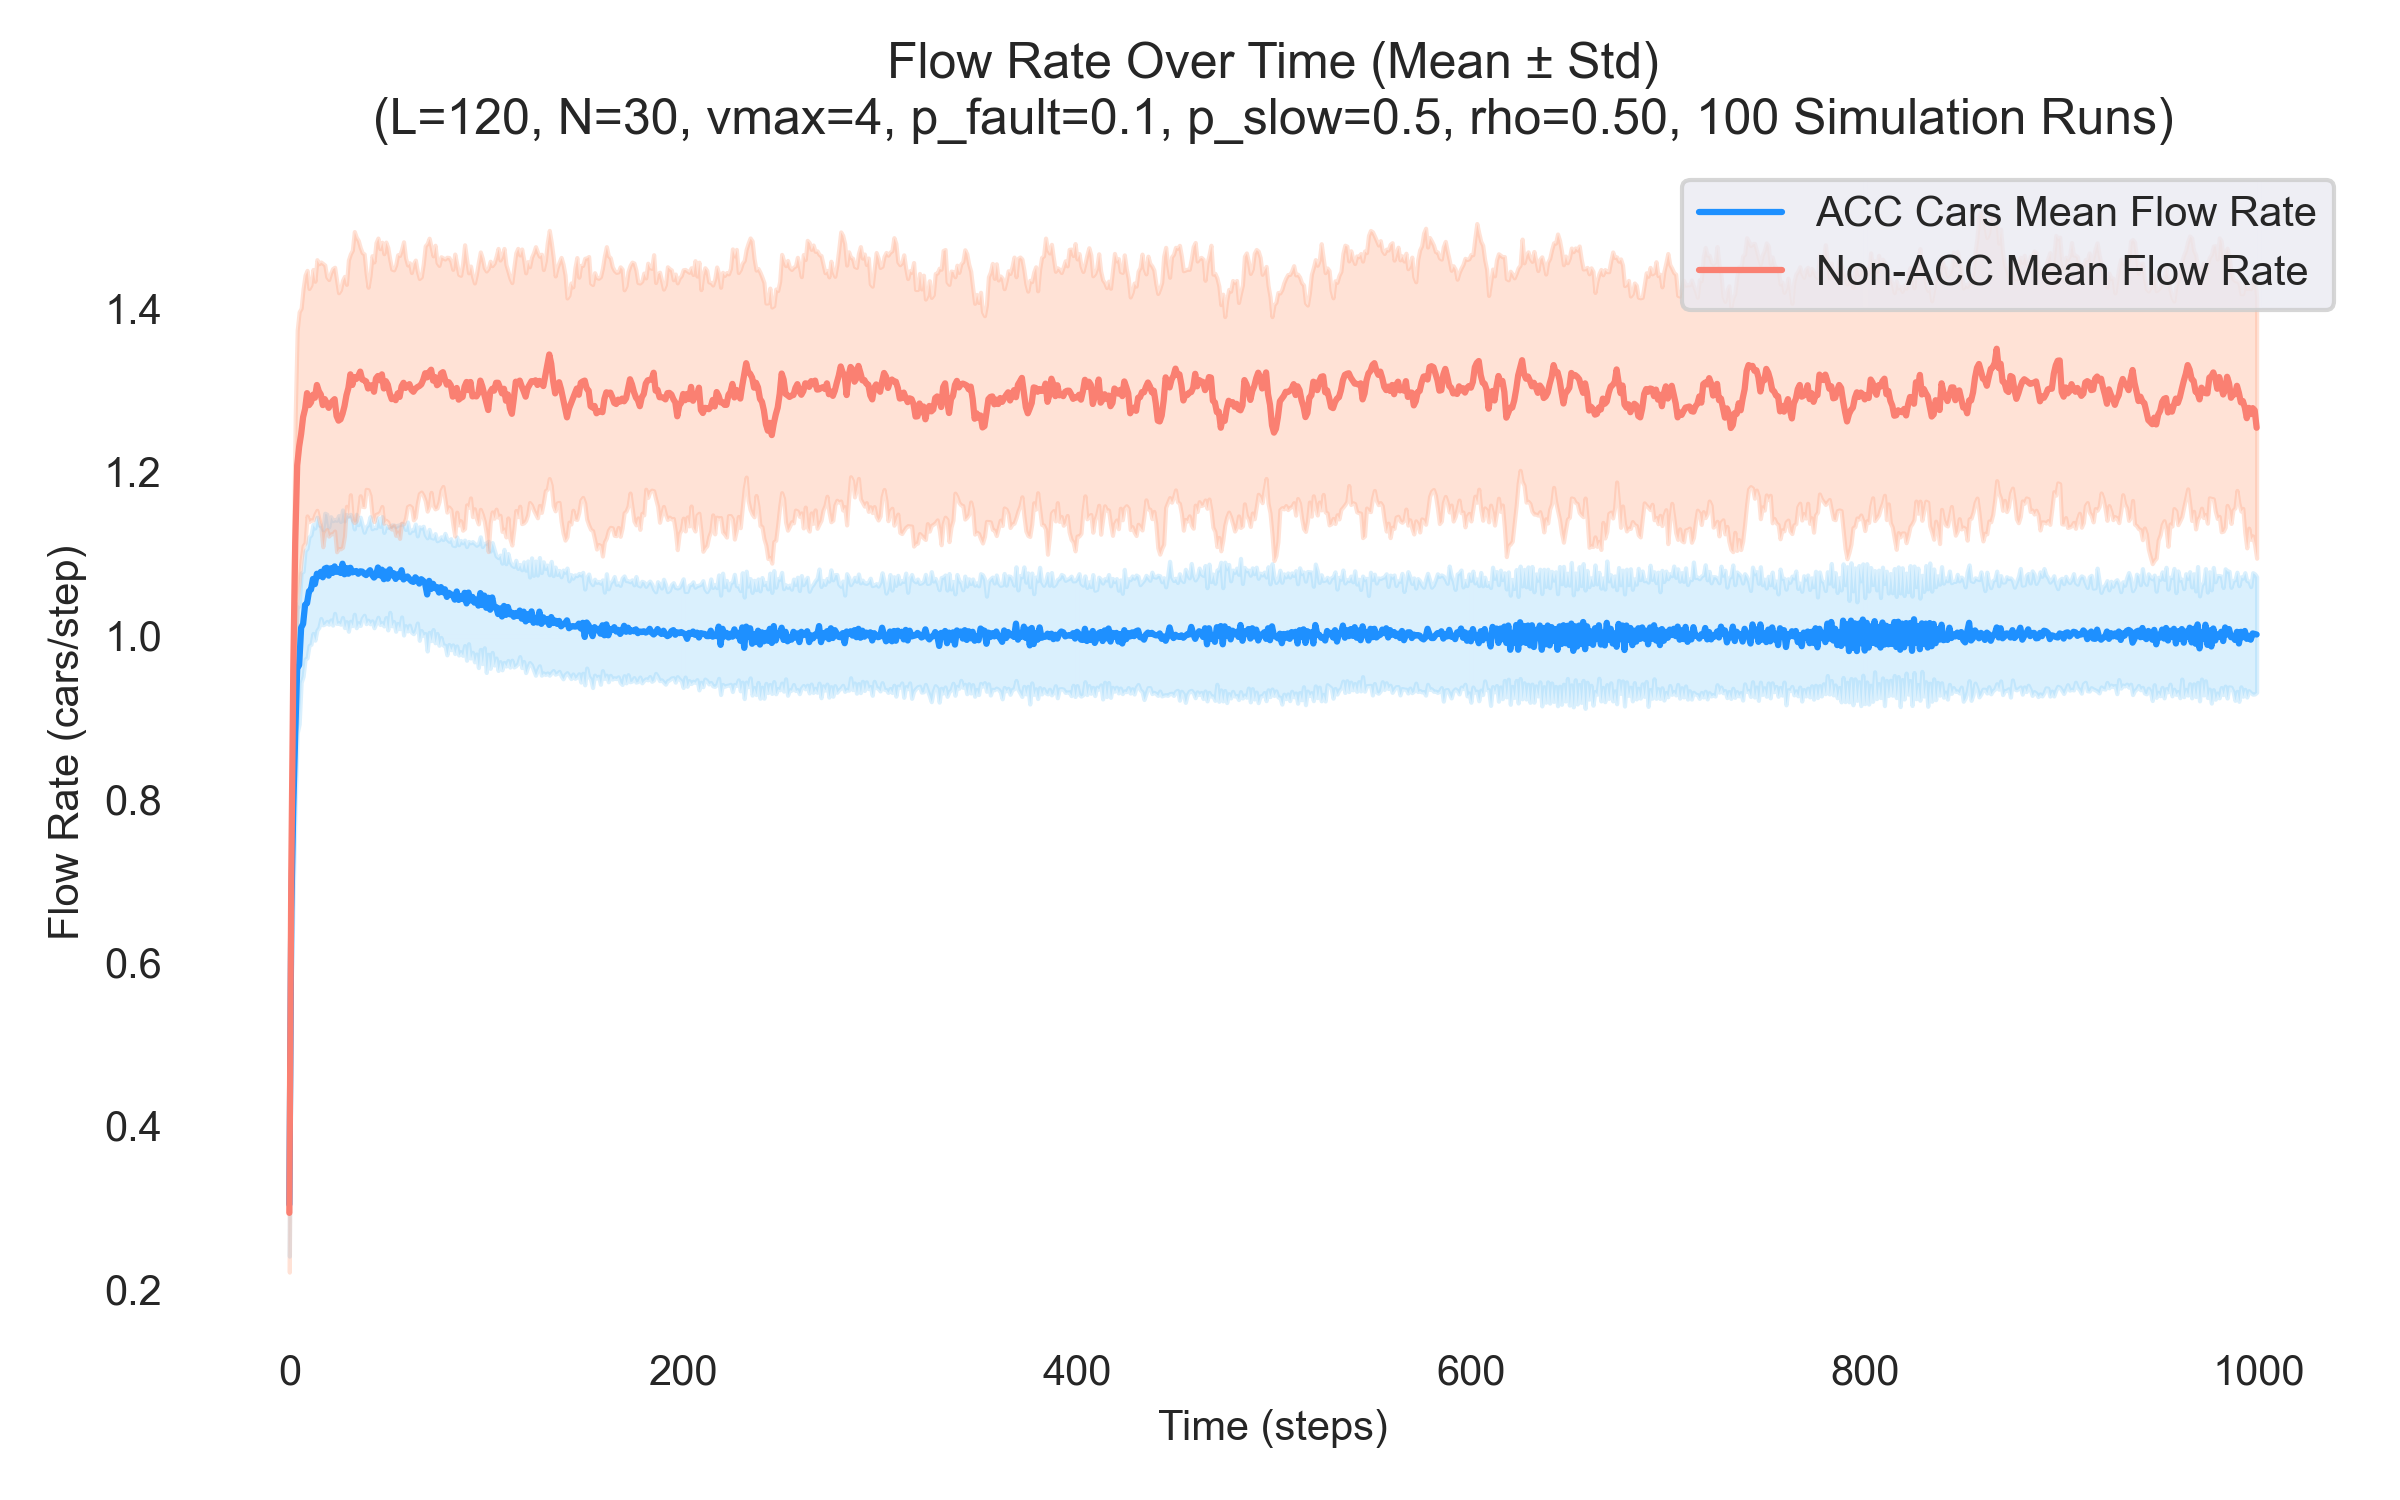 Flow Rate Over Time (Mean ± Std)
(L=120, N=30, vmax=4, p_fault=0.1, p_slow=0.5, rho=0.50, 100 Simulation Runs)
ACC Cars Mean Flow Rate
Non-ACC Mean Flow Rate
Flow Rate (cars/step)
1.4
1.2
1.0
0.8
0.6
0.4
0.2
0 200 400 600 800 1000
Time (steps)